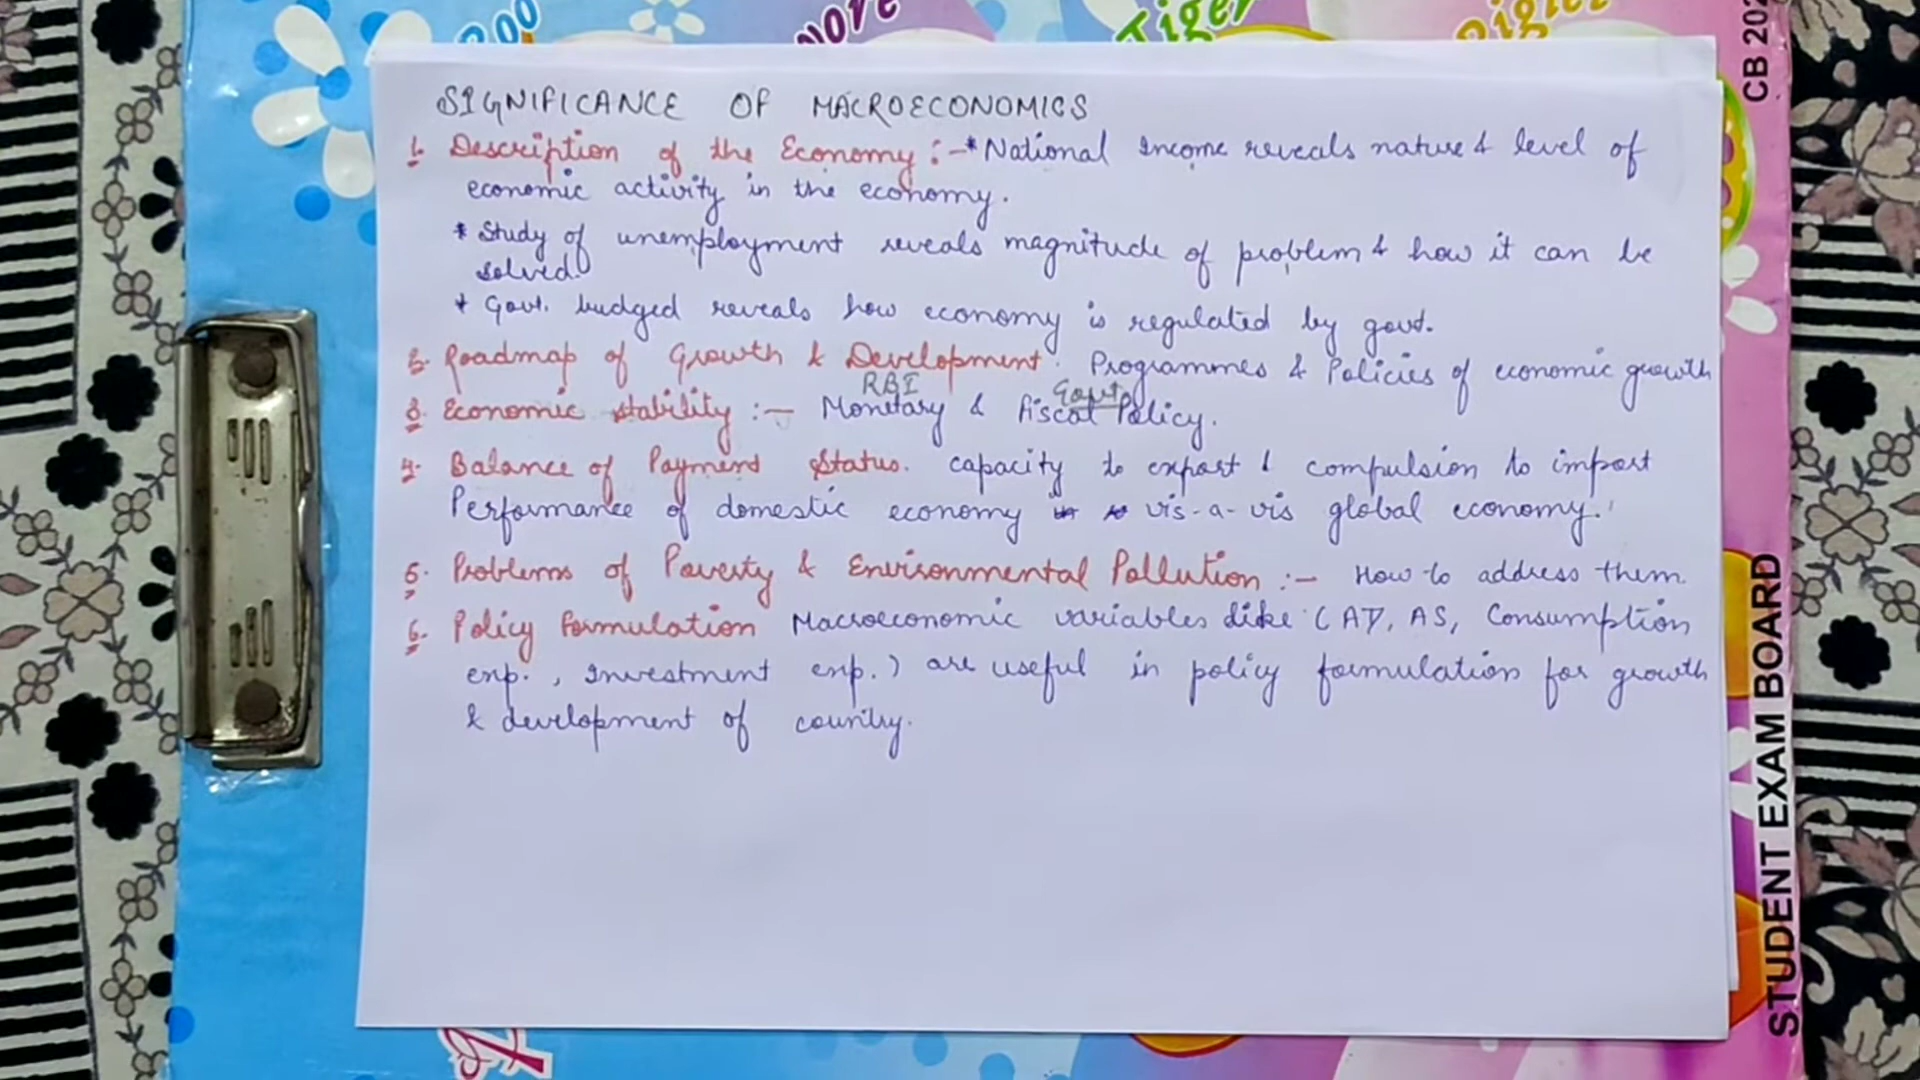 SIGNIFICANCE OF MACROECONOMICS
1. Description of the Economy :- * National Income reveals nature & level of
economic activity in the economy.
* Study of unemployment reveals magnitude of problem & how it can be
solved.
* Govt. budged reveals how economy is regulated by govt.
2. Roadmap of Growth & Development. Programmes & Policies of economic growth
RBI Govt
3. Economic stability :- Monetary & Fiscal Policy.
4. Balance of Payment Status. capacity to export & compulsion to import
Performance of domestic economy vis-a-vis global economy.
5. Problems of Poverty & Environmental Pollution :- How to address them
6. Policy Formulation Macroeconomic variables like (AD, AS, Consumption
exp., Investment exp.) are useful in policy formulation for growth
& development of country.
Tiger
CB 202
STUDENT EXAM BOARD